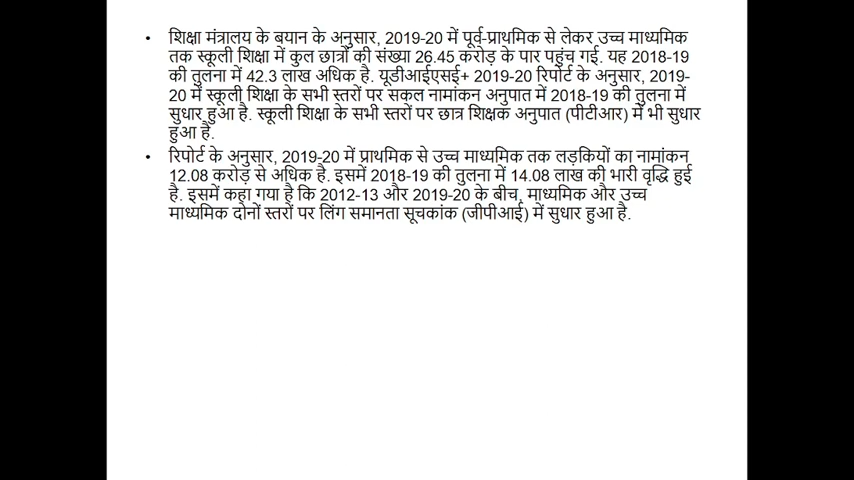 • शिक्षा मंत्रालय के बयान के अनुसार, 2019-20 में पूर्व-प्राथमिक से लेकर उच्च माध्यमिक
तक स्कूली शिक्षा में कुल छात्रों की संख्या 26.45 करोड़ के पार पहुंच गई. यह 2018-19
की तुलना में 42.3 लाख अधिक है. यूडीआईएसई+ 2019-20 रिपोर्ट के अनुसार, 2019-
20 में स्कूली शिक्षा के सभी स्तरों पर सकल नामांकन अनुपात में 2018-19 की तुलना में
सुधार हुआ है. स्कूली शिक्षा के सभी स्तरों पर छात्र शिक्षक अनुपात (पीटीआर) में भी सुधार
हुआ है.
• रिपोर्ट के अनुसार, 2019-20 में प्राथमिक से उच्च माध्यमिक तक लड़कियों का नामांकन
12.08 करोड़ से अधिक है. इसमें 2018-19 की तुलना में 14.08 लाख की भारी वृद्धि हुई
है. इसमें कहा गया है कि 2012-13 और 2019-20 के बीच, माध्यमिक और उच्च
माध्यमिक दोनों स्तरों पर लिंग समानता सूचकांक (जीपीआई) में सुधार हुआ है.